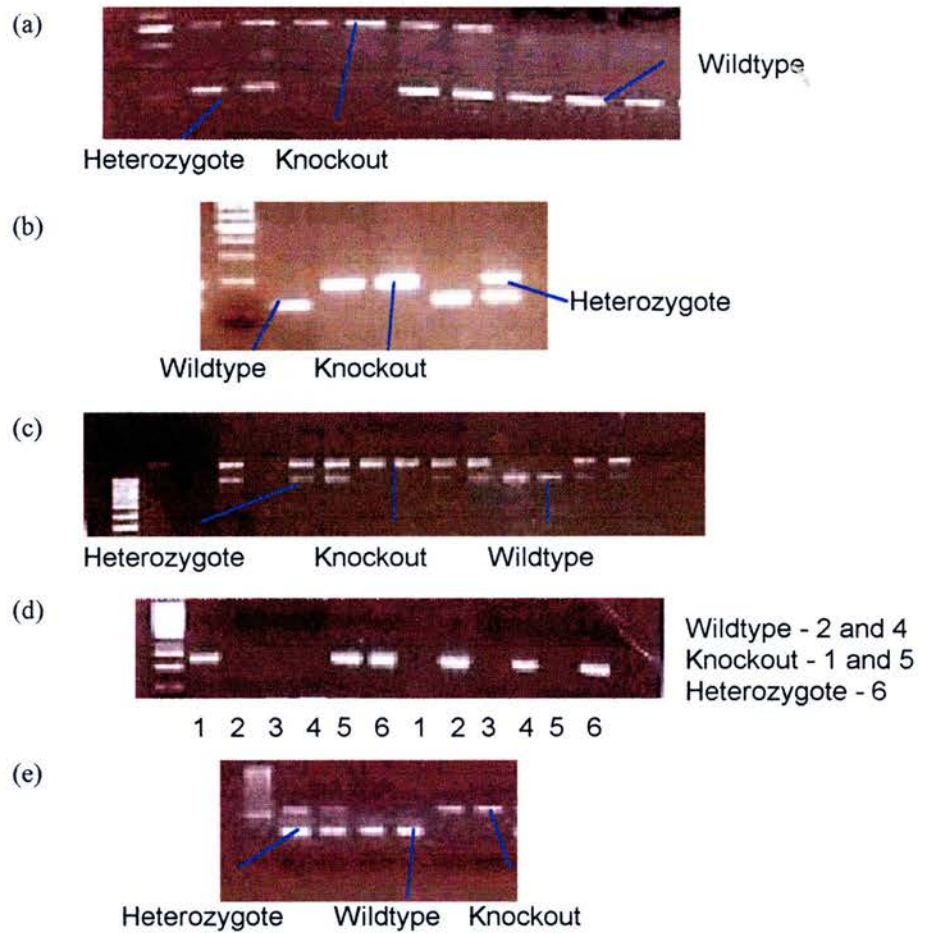 (a)
Wildtype
Heterozygote Knockout
(b)
Heterozygote
Wildtype Knockout
(c)
Heterozygote Knockout Wildtype
(d)
Wildtype - 2 and 4
Knockout - 1 and 5
Heterozygote - 6
1 2 3 4 5 6 1 2 3 4 5 6
(e)
Heterozygote Wildtype Knockout